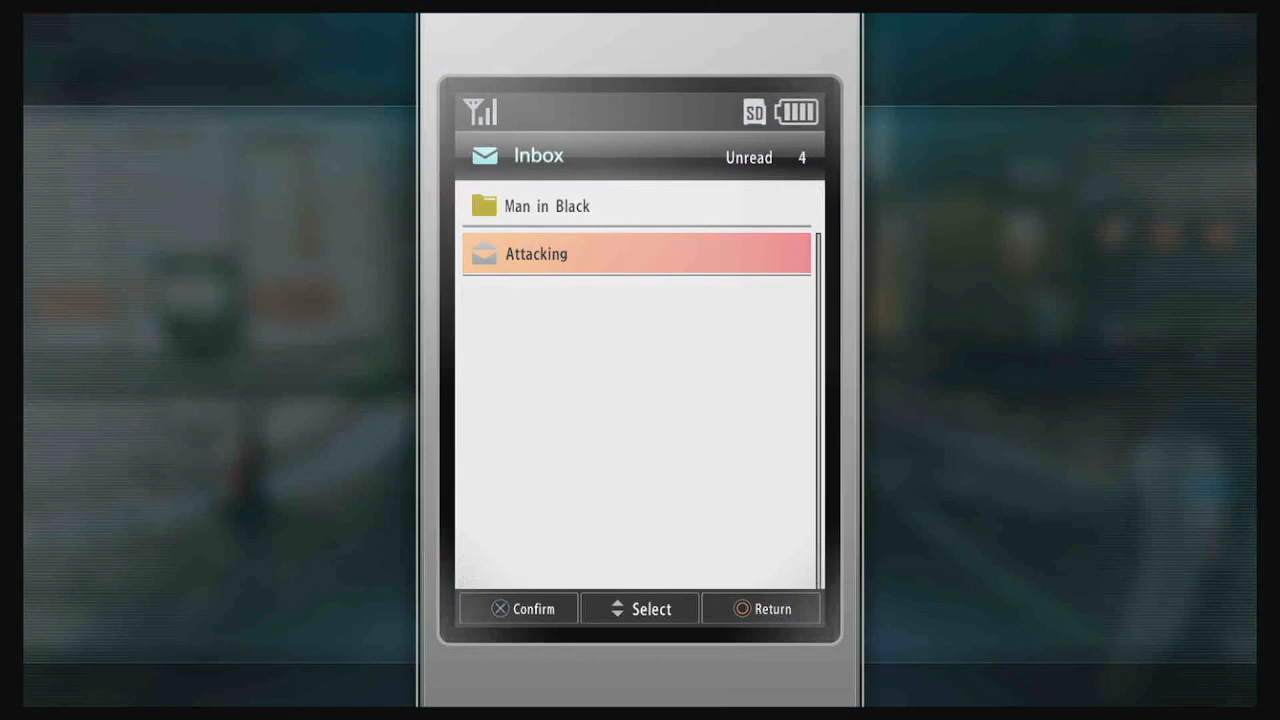 SD
Inbox
Unread 4
Man in Black
Attacking
Confirm
Select
Return